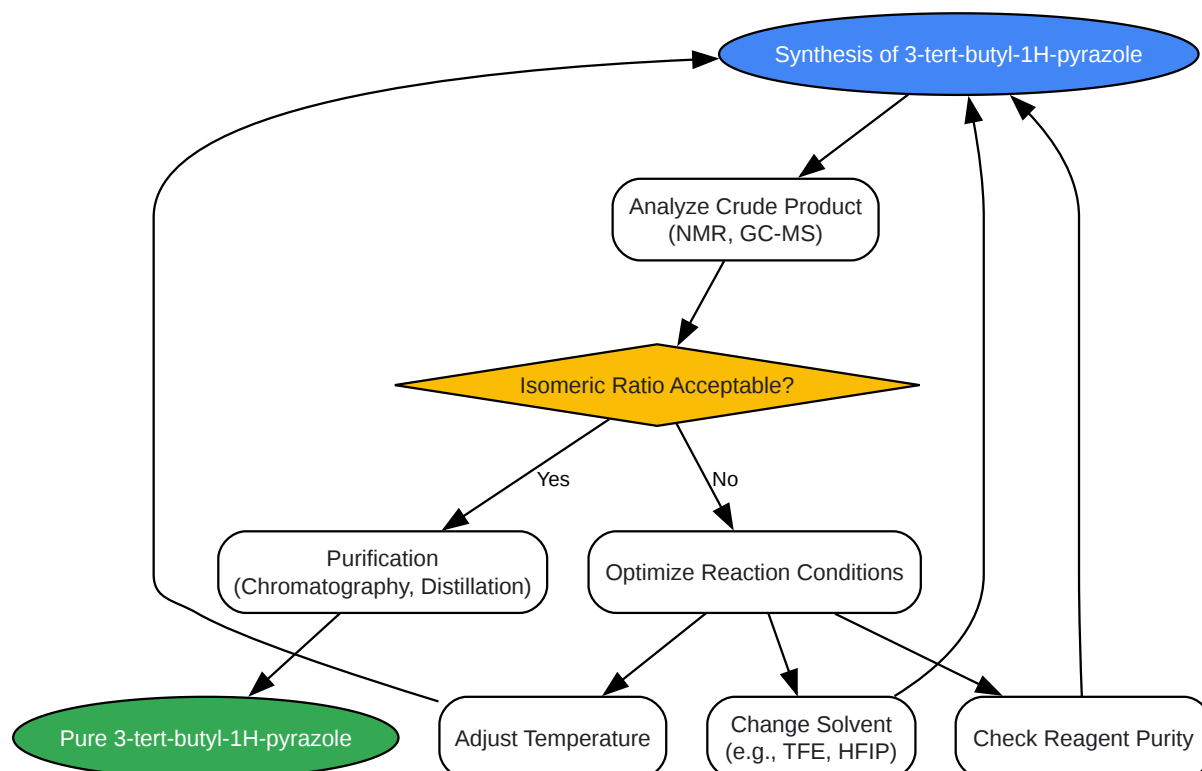 Synthesis of 3-tert-butyl-1H-pyrazole
Analyze Crude Product
(NMR, GC-MS)
Isomeric Ratio Acceptable?
Yes
No
Purification
(Chromatography, Distillation)
Optimize Reaction Conditions
Pure 3-tert-butyl-1H-pyrazole
Adjust Temperature
Change Solvent
(e.g., TFE, HFIP)
Check Reagent Purity